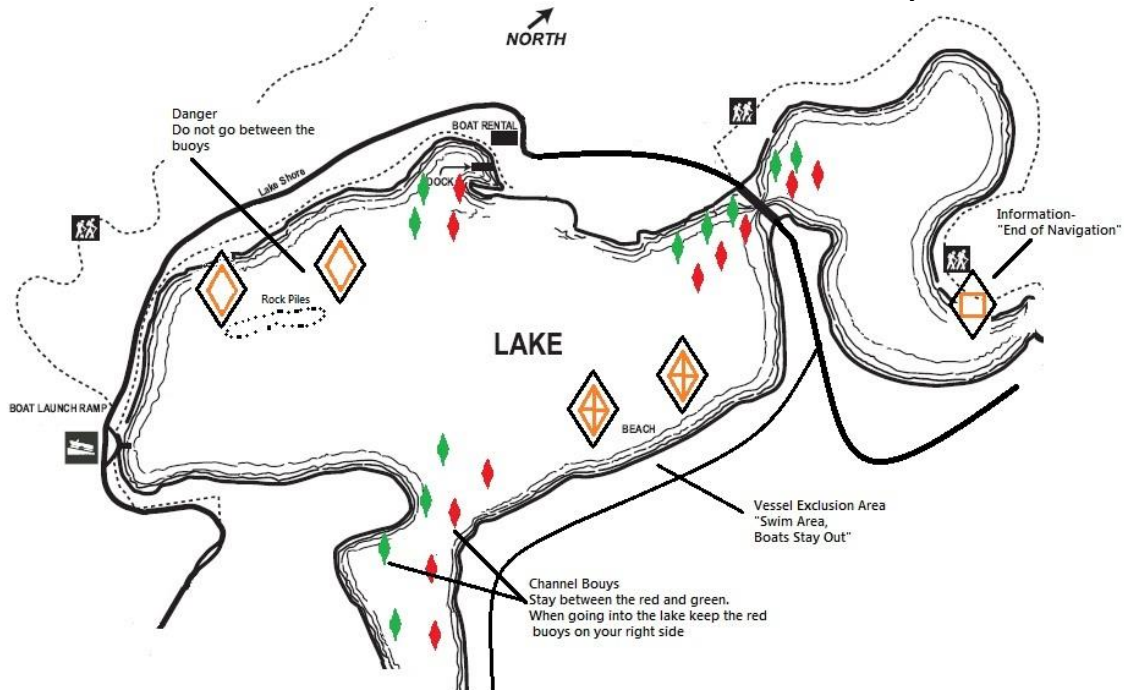 NORTH
Danger
Do not go between the
buoys
BOAT RENTAL
DOCK
Lake Shore
Information-
"End of Navigation"
Rock Piles
LAKE
BOAT LAUNCH RAMP
BEACH
Vessel Exclusion Area
"Swim Area,
Boats Stay Out"
Channel Bouys
Stay between the red and green.
When going into the lake keep the red
buoys on your right side